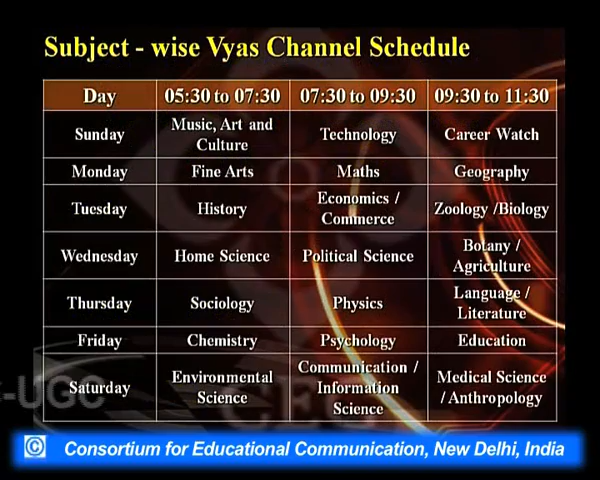 Subject - wise Vyas Channel Schedule
Day 05:30 to 07:30 07:30 to 09:30 09:30 to 11:30
Sunday Music, Art and Culture Technology Career Watch
Monday Fine Arts Maths Geography
Tuesday History Economics / Commerce Zoology /Biology
Wednesday Home Science Political Science Botany / Agriculture
Thursday Sociology Physics Language / Literature
Friday Chemistry Psychology Education
Saturday Environmental Science Communication / Information Science Medical Science / Anthropology
-UGC
CEC
© Consortium for Educational Communication, New Delhi, India